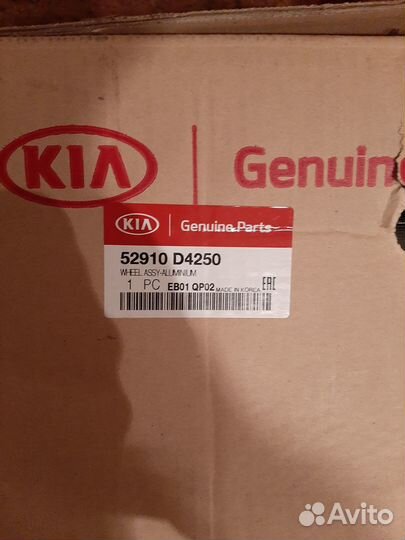 KIA Genuine
KIA Genuine Parts
52910 D4250
WHEEL ASSY-ALUMINIUM
1 PC EB01 QP02 MADE IN KOREA EAC
Avito